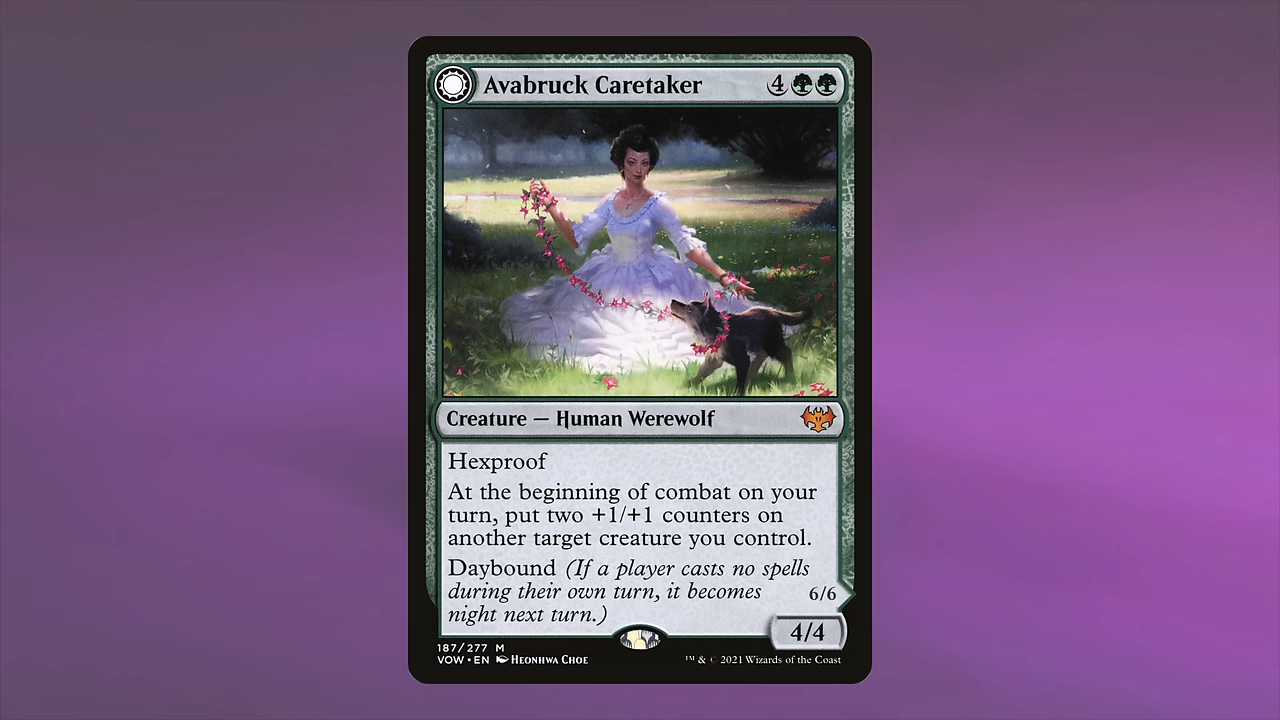 Avabruck Caretaker 4
Creature — Human Werewolf
Hexproof
At the beginning of combat on your
turn, put two +1/+1 counters on
another target creature you control.
Daybound (If a player casts no spells
during their own turn, it becomes
night next turn.)
6/6
4/4
187/277 M
VOW • EN Heonhwa Choe
™ & © 2021 Wizards of the Coast